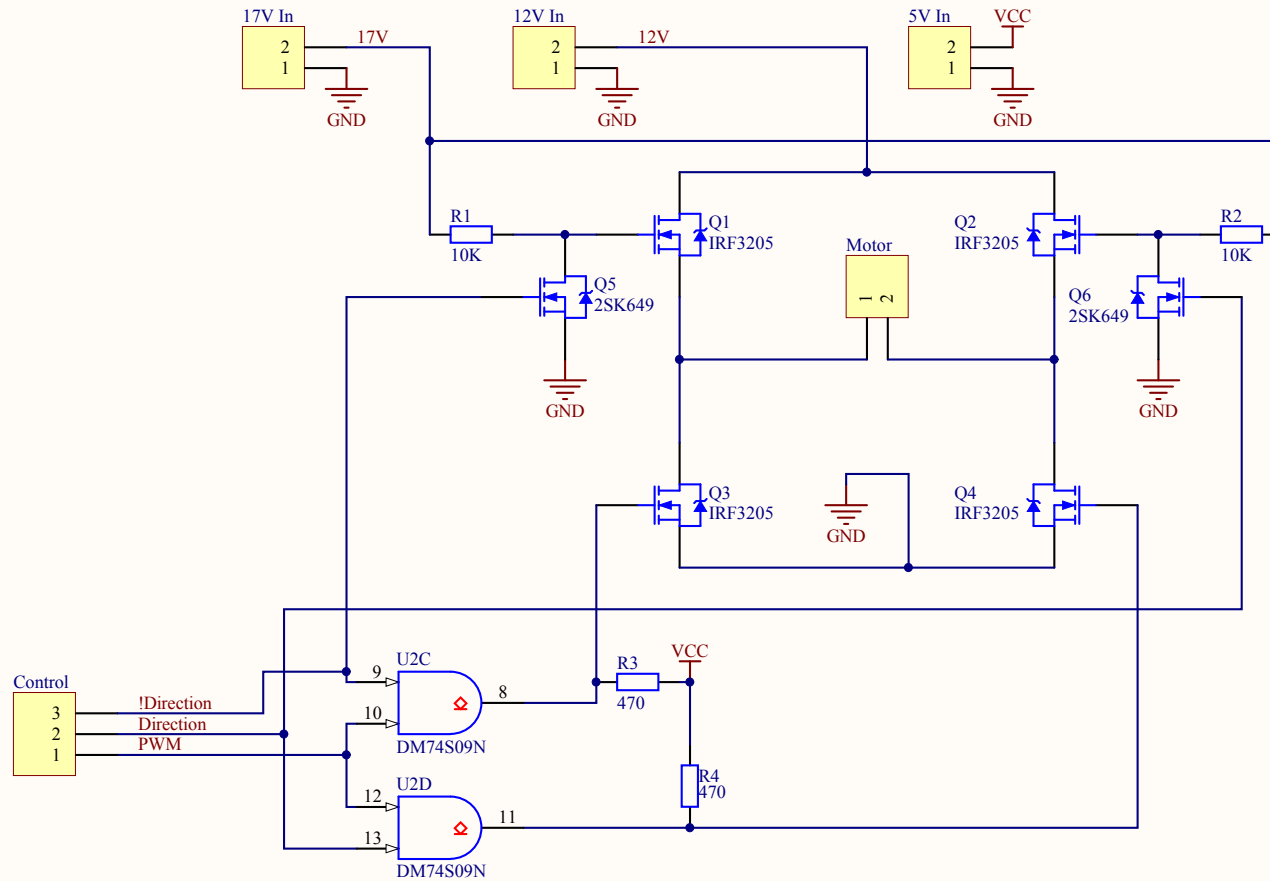 17V In
12V In
5V In
VCC
2
17V
1
GND
2
12V
1
GND
2
1
GND
R1
10K
Q1
IRF3205
Q2
IRF3205
R2
10K
Motor
1
2
Q5
2SK649
Q6
2SK649
GND
GND
Q3
IRF3205
Q4
IRF3205
GND
Control
3
!Direction
2
Direction
1
PWM
U2C
9
10
8
DM74S09N
R3
470
VCC
R4
470
U2D
12
13
11
DM74S09N